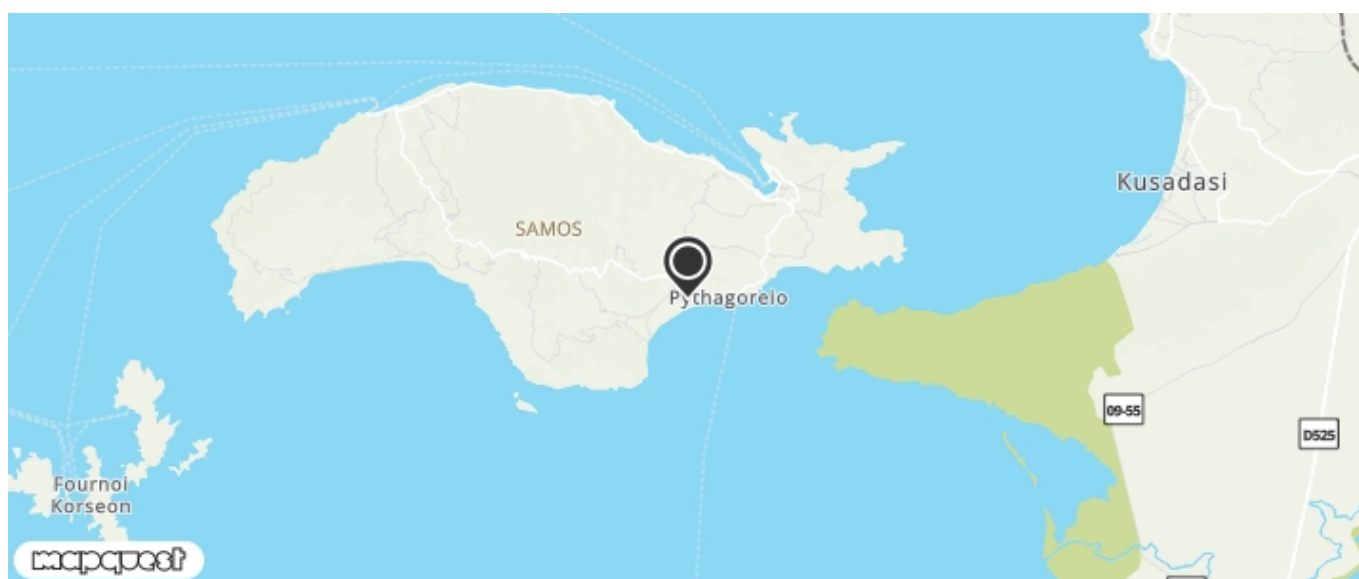 Kusadasi
SAMOS
Pythagoreio
09-55
D525
Fournoi
Korseon
mapquest